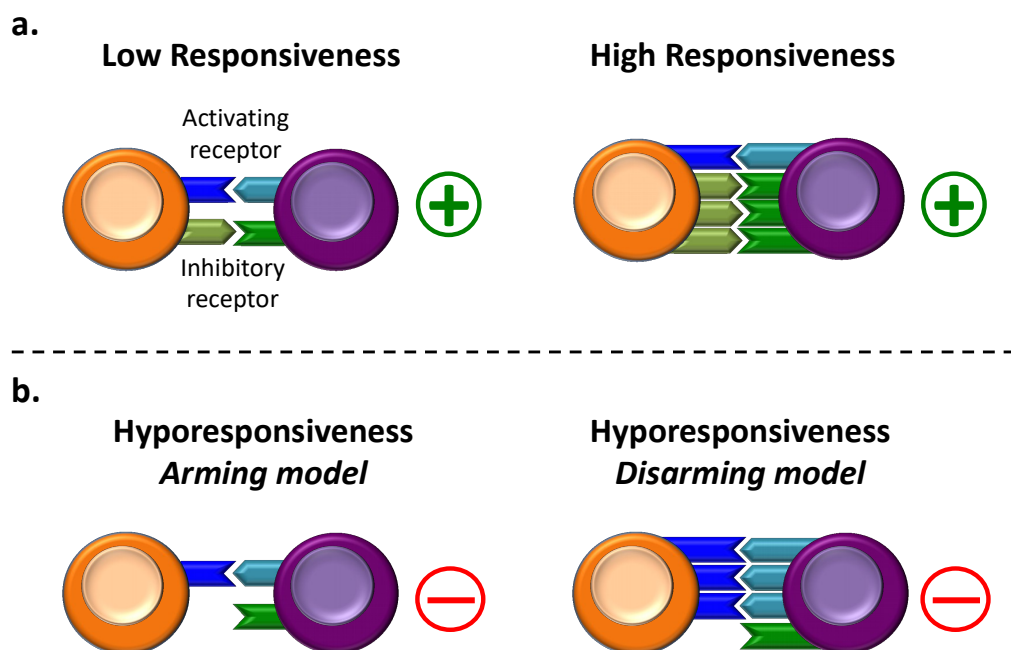 a.
Low Responsiveness
High Responsiveness
Activating
receptor
Inhibitory
receptor
b.
Hyporesponsiveness
Arming model
Hyporesponsiveness
Disarming model